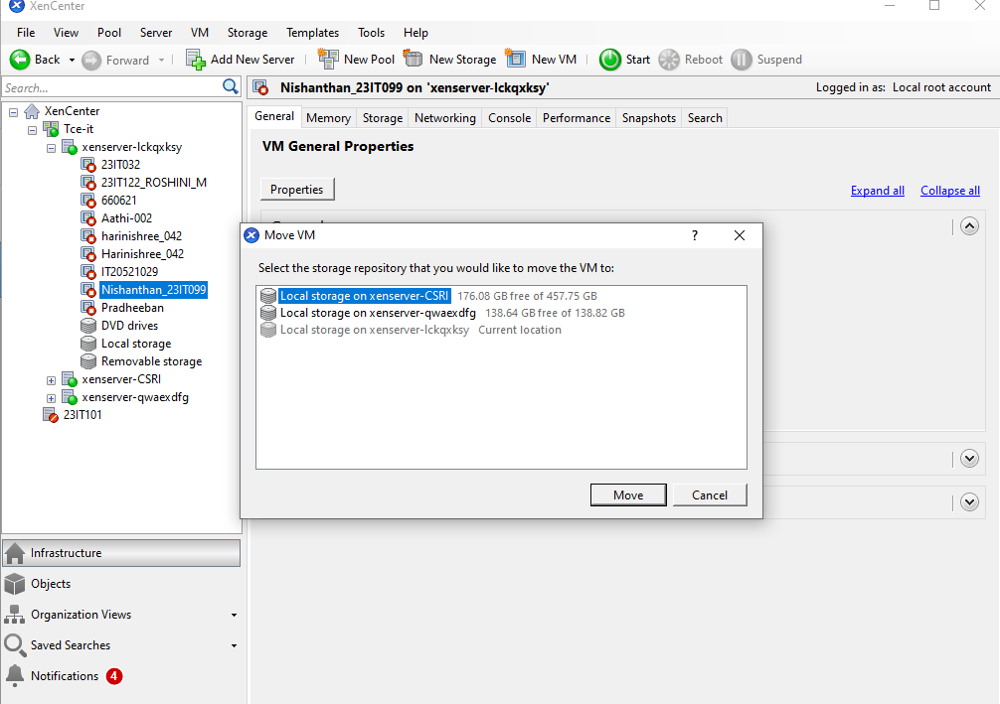 XenCenter
File View Pool Server VM Storage Templates Tools Help
Back Forward Add New Server New Pool New Storage New VM Start Reboot Suspend
Search...
Nishanthan_23IT099 on 'xenserver-lckqxksy'
Logged in as: Local root account
XenCenter
Tce-it
xenserver-lckqxksy
23IT032
23IT122_ROSHINI_M
660621
Aathi-002
harinishree_042
Harinishree_042
IT20521029
Nishanthan_23IT099
Pradheeban
DVD drives
Local storage
Removable storage
xenserver-CSRI
xenserver-qwaexdfg
23IT101
Infrastructure
Objects
Organization Views
Saved Searches
Notifications 4
General Memory Storage Networking Console Performance Snapshots Search
VM General Properties
Properties
Expand all Collapse all
Move VM ?
Select the storage repository that you would like to move the VM to:
Local storage on xenserver-CSRI 176.08 GB free of 457.75 GB
Local storage on xenserver-qwaexdfg 138.64 GB free of 138.82 GB
Local storage on xenserver-lckqxksy Current location
Move Cancel